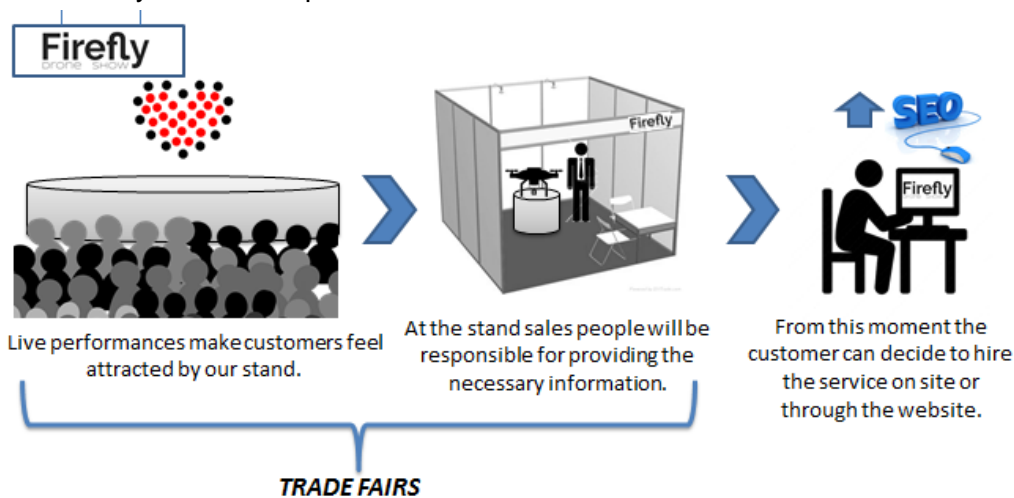 Firefly
DRONE SHOW
SEO
Firefly
Firefly
Live performances make customers feel
attracted by our stand.
At the stand sales people will be
responsible for providing the
necessary information.
From this moment the
customer can decide to hire
the service on site or
through the website.
TRADE FAIRS